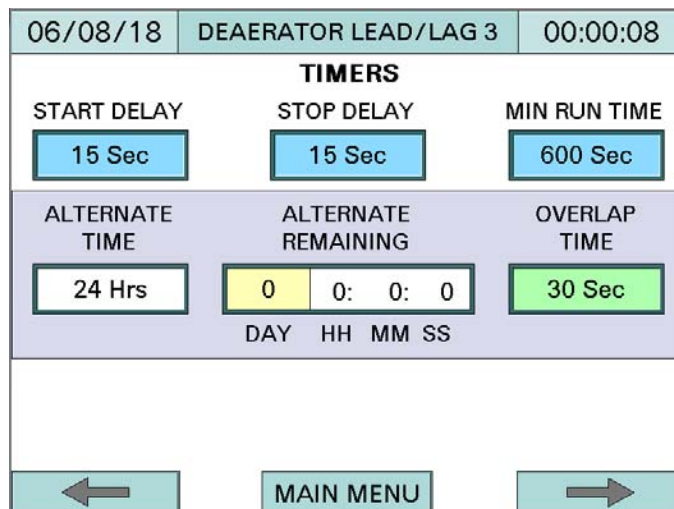 06/08/18 DEAERATOR LEAD/LAG 3 00:00:08
TIMERS
START DELAY STOP DELAY MIN RUN TIME
15 Sec 15 Sec 600 Sec
ALTERNATE TIME ALTERNATE REMAINING OVERLAP TIME
24 Hrs 0 0: 0: 0 30 Sec
DAY HH MM SS
MAIN MENU